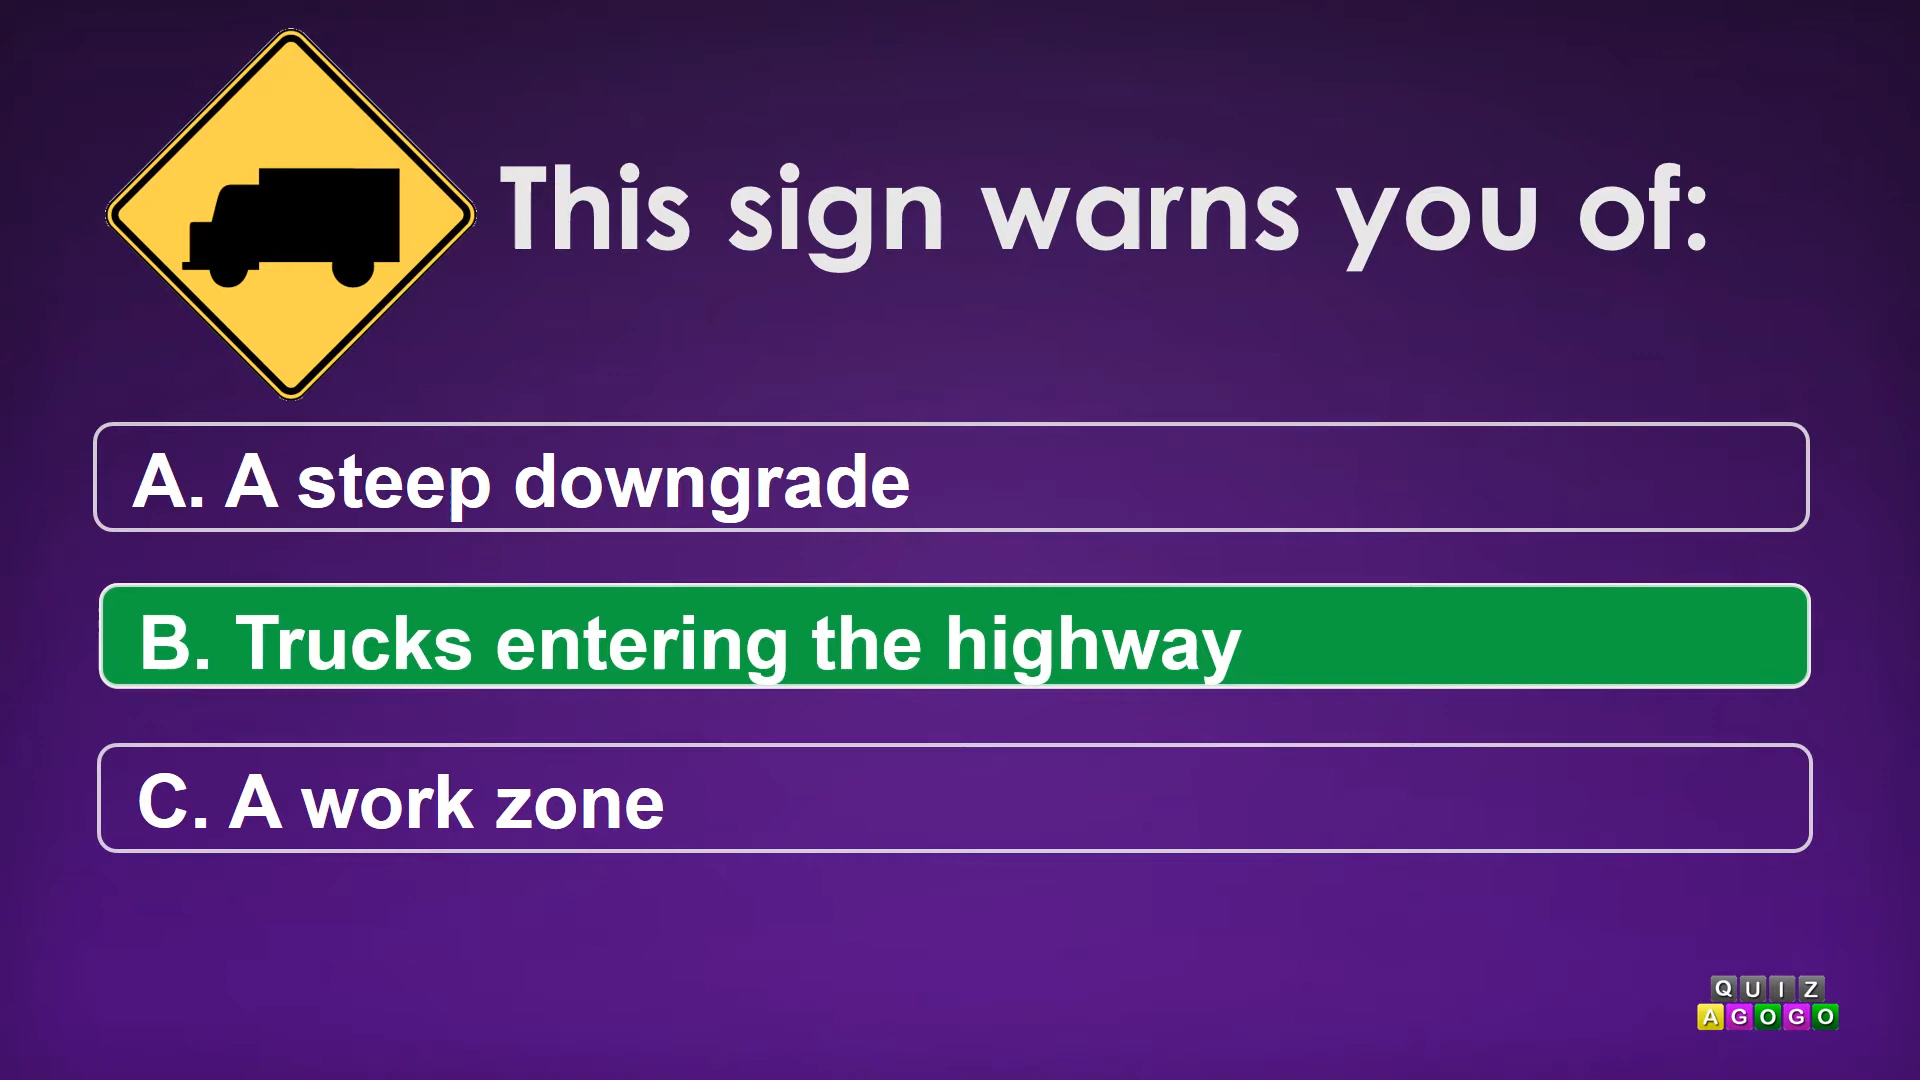 This sign warns you of:
A. A steep downgrade
B. Trucks entering the highway
C. A work zone
QUIZ
AGOGO